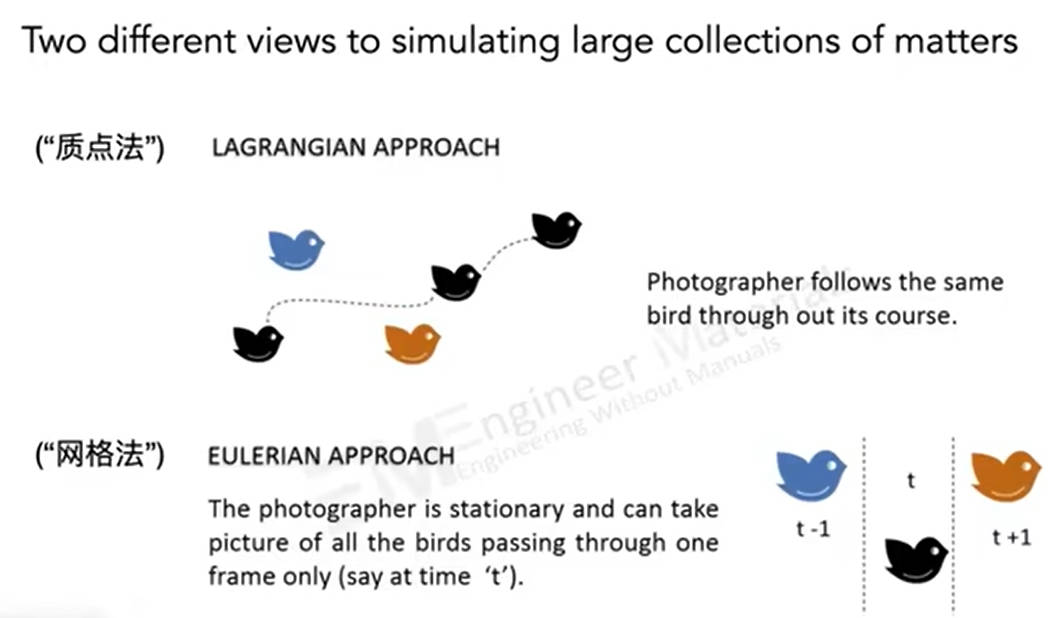 Two different views to simulating large collections of matters
(“质点法”) LAGRANGIAN APPROACH
Photographer follows the same
bird through out its course.
Engineer Materials
Engineering Without Manuals
EM
(“网格法”) EULERIAN APPROACH
The photographer is stationary and can take
picture of all the birds passing through one
frame only (say at time ‘t’).
t -1
t
t +1